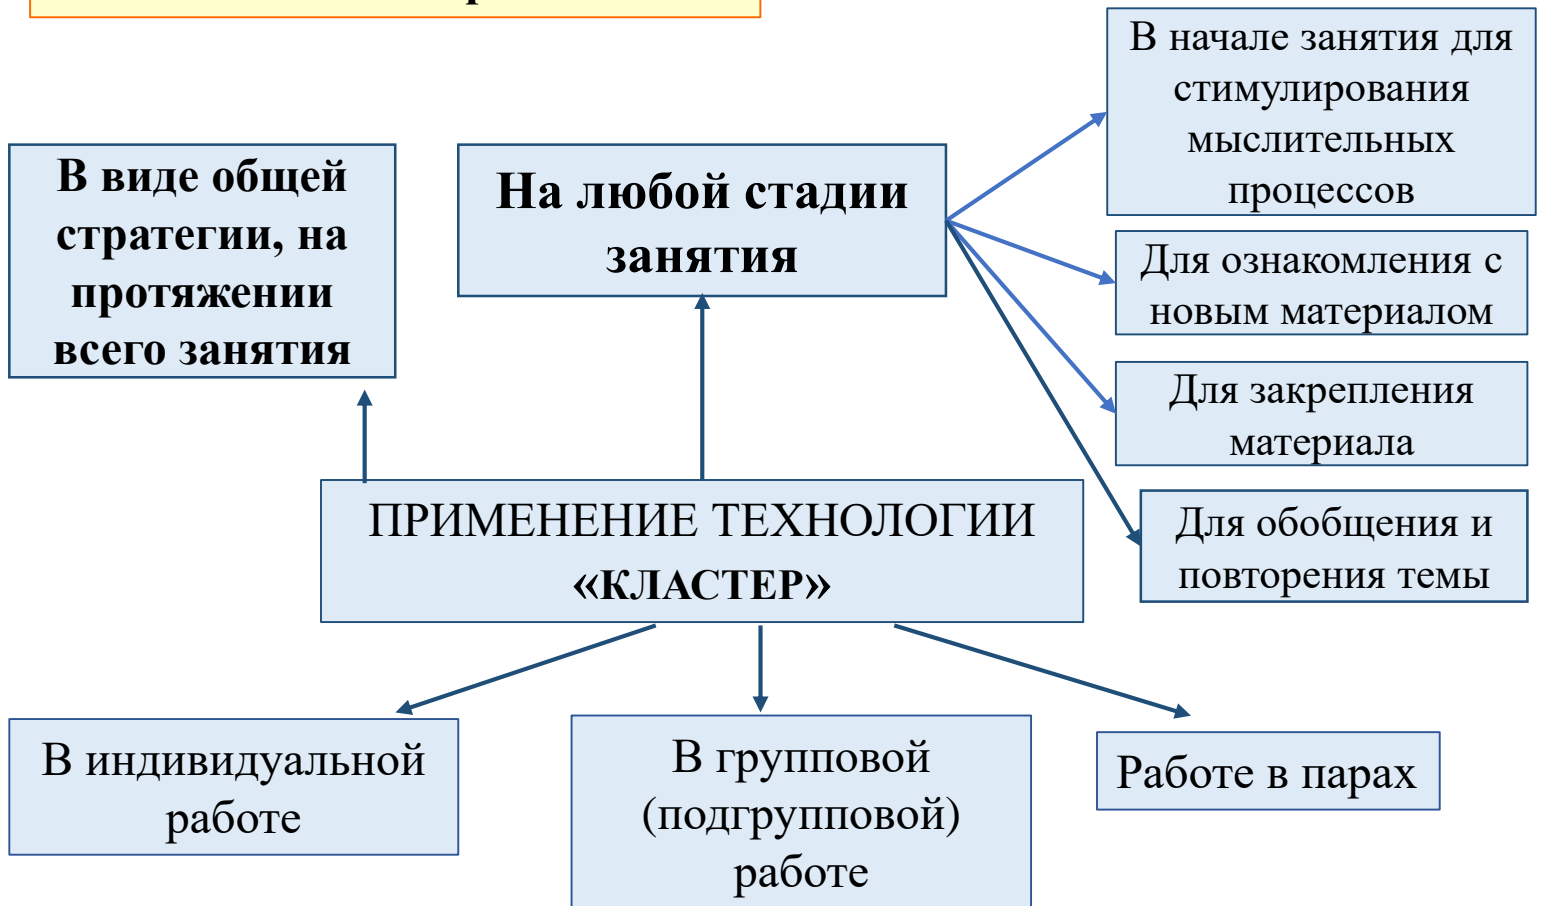 В начале занятия для
стимулирования
мыслительных
процессов
В виде общей
стратегии, на
протяжении
всего занятия
На любой стадии
занятия
Для ознакомления с
новым материалом
Для закрепления
материала
ПРИМЕНЕНИЕ ТЕХНОЛОГИИ
«КЛАСТЕР»
Для обобщения и
повторения темы
В индивидуальной
работе
В групповой
(подгрупповой)
работе
Работе в парах